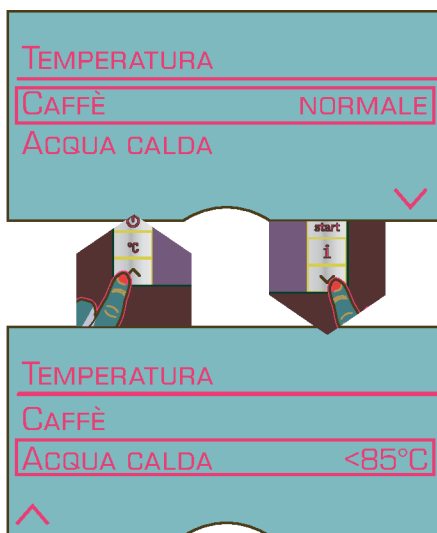 TEMPERATURA
CAFFÈ NORMALE
ACQUA CALDA
start
°C i
TEMPERATURA
CAFFÈ
ACQUA CALDA <85°C